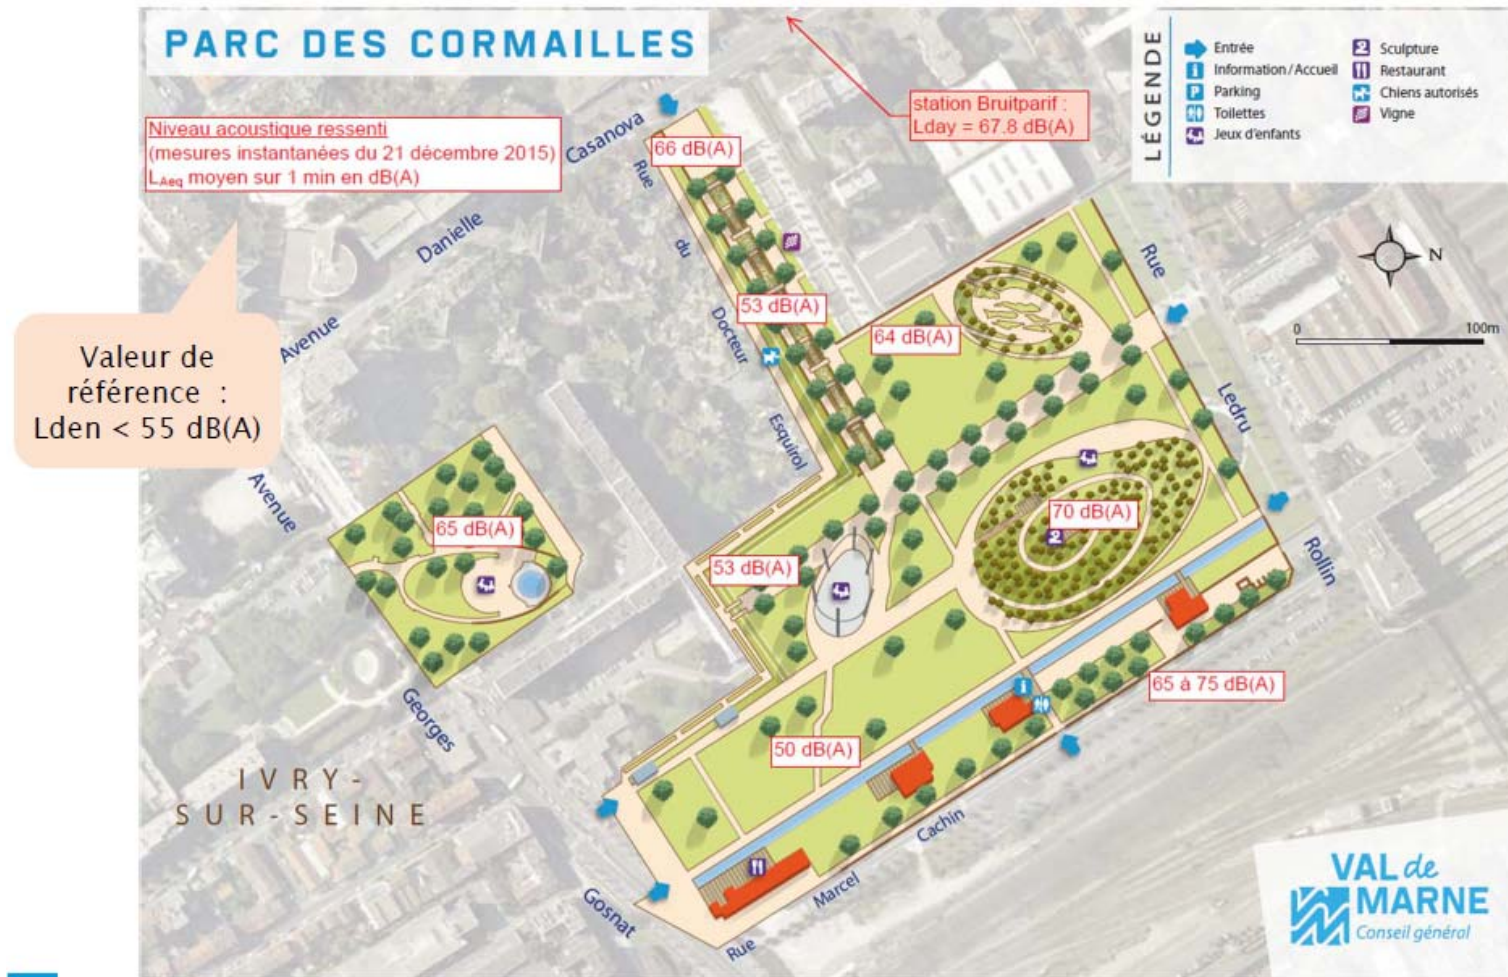 PARC DES CORMAILLES
station Bruitparif :
Lday = 67.8 dB(A)
LÉGENDE
Entrée
Information/Accueil
Parking
Toilettes
Jeux d'enfants
Sculpture
Restaurant
Chiens autorisés
Vigne
Niveau acoustique ressenti
(mesures instantanées du 21 décembre 2015)
LAeq moyen sur 1 min en dB(A)
Valeur de
référence :
Lden < 55 dB(A)
Avenue Danielle Casanova
66 dB(A)
Rue du Docteur Esquirol
53 dB(A)
64 dB(A)
N
0 100m
Rue Ledru Rollin
70 dB(A)
65 dB(A)
53 dB(A)
65 à 75 dB(A)
50 dB(A)
Avenue Georges Gosnat
IVRY-
SUR-SEINE
Rue Marcel Cachin
i
P
VAL de
MARNE
Conseil général